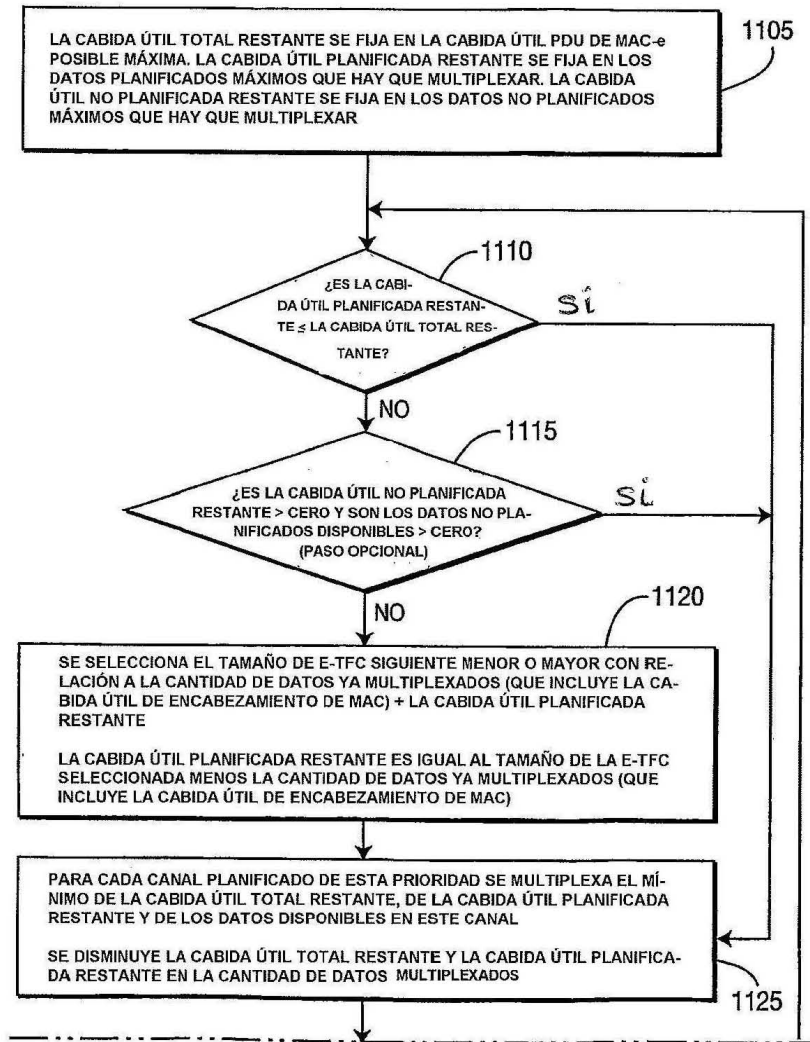 1105
LA CABIDA ÚTIL TOTAL RESTANTE SE FIJA EN LA CABIDA ÚTIL PDU DE MAC-e
POSIBLE MÁXIMA. LA CABIDA ÚTIL PLANIFICADA RESTANTE SE FIJA EN LOS
DATOS PLANIFICADOS MÁXIMOS QUE HAY QUE MULTIPLEXAR. LA CABIDA
ÚTIL NO PLANIFICADA RESTANTE SE FIJA EN LOS DATOS NO PLANIFICADOS
MÁXIMOS QUE HAY QUE MULTIPLEXAR
1110
¿ES LA CABI-
DA ÚTIL PLANIFICADA RESTAN-
TE ≤ LA CABIDA ÚTIL TOTAL RES-
TANTE?
SÍ
NO
1115
¿ES LA CABIDA ÚTIL NO PLANIFICADA
RESTANTE > CERO Y SON LOS DATOS NO PLA-
NIFICADOS DISPONIBLES > CERO?
(PASO OPCIONAL)
SÍ
NO
1120
SE SELECCIONA EL TAMAÑO DE E-TFC SIGUIENTE MENOR O MAYOR CON RE-
LACIÓN A LA CANTIDAD DE DATOS YA MULTIPLEXADOS (QUE INCLUYE LA CA-
BIDA ÚTIL DE ENCABEZAMIENTO DE MAC) + LA CABIDA ÚTIL PLANIFICADA
RESTANTE
LA CABIDA ÚTIL PLANIFICADA RESTANTE ES IGUAL AL TAMAÑO DE LA E-TFC
SELECCIONADA MENOS LA CANTIDAD DE DATOS YA MULTIPLEXADOS (QUE
INCLUYE LA CABIDA ÚTIL DE ENCABEZAMIENTO DE MAC)
PARA CADA CANAL PLANIFICADO DE ESTA PRIORIDAD SE MULTIPLEXA EL MÍ-
NIMO DE LA CABIDA ÚTIL TOTAL RESTANTE, DE LA CABIDA ÚTIL PLANIFICADA
RESTANTE Y DE LOS DATOS DISPONIBLES EN ESTE CANAL
SE DISMINUYE LA CABIDA ÚTIL TOTAL RESTANTE Y LA CABIDA ÚTIL PLANIFICA-
DA RESTANTE EN LA CANTIDAD DE DATOS MULTIPLEXADOS
1125